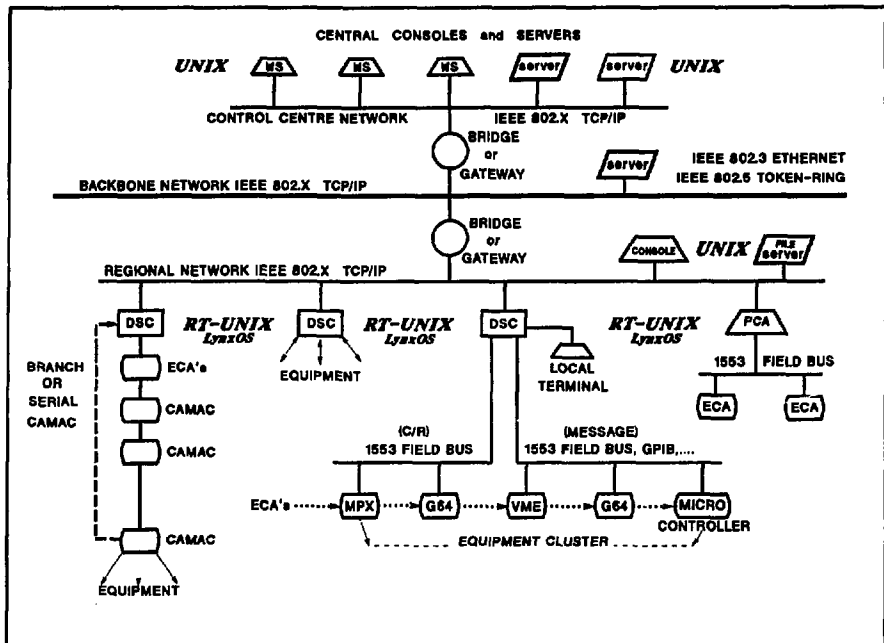 CENTRAL CONSOLES and SERVERS
UNIX WS WS WS server server UNIX
CONTROL CENTRE NETWORK IEEE 802.X TCP/IP
BRIDGE
or
GATEWAY
server
IEEE 802.3 ETHERNET
IEEE 802.5 TOKEN-RING
BACKBONE NETWORK IEEE 802.X TCP/IP
BRIDGE
or
GATEWAY
CONSOLE UNIX FILE
server
REGIONAL NETWORK IEEE 802.X TCP/IP
DSC RT-UNIX DSC RT-UNIX DSC RT-UNIX PCA
LynxOS LynxOS LynxOS
BRANCH
OR
SERIAL
CAMAC
ECA's
EQUIPMENT
LOCAL
TERMINAL
1553 FIELD BUS
ECA ECA
CAMAC
CAMAC
(C/R) (MESSAGE)
1553 FIELD BUS 1553 FIELD BUS, GPIB,....
ECA's MPX G64 VME G64 MICRO
CONTROLLER
CAMAC
EQUIPMENT CLUSTER
EQUIPMENT